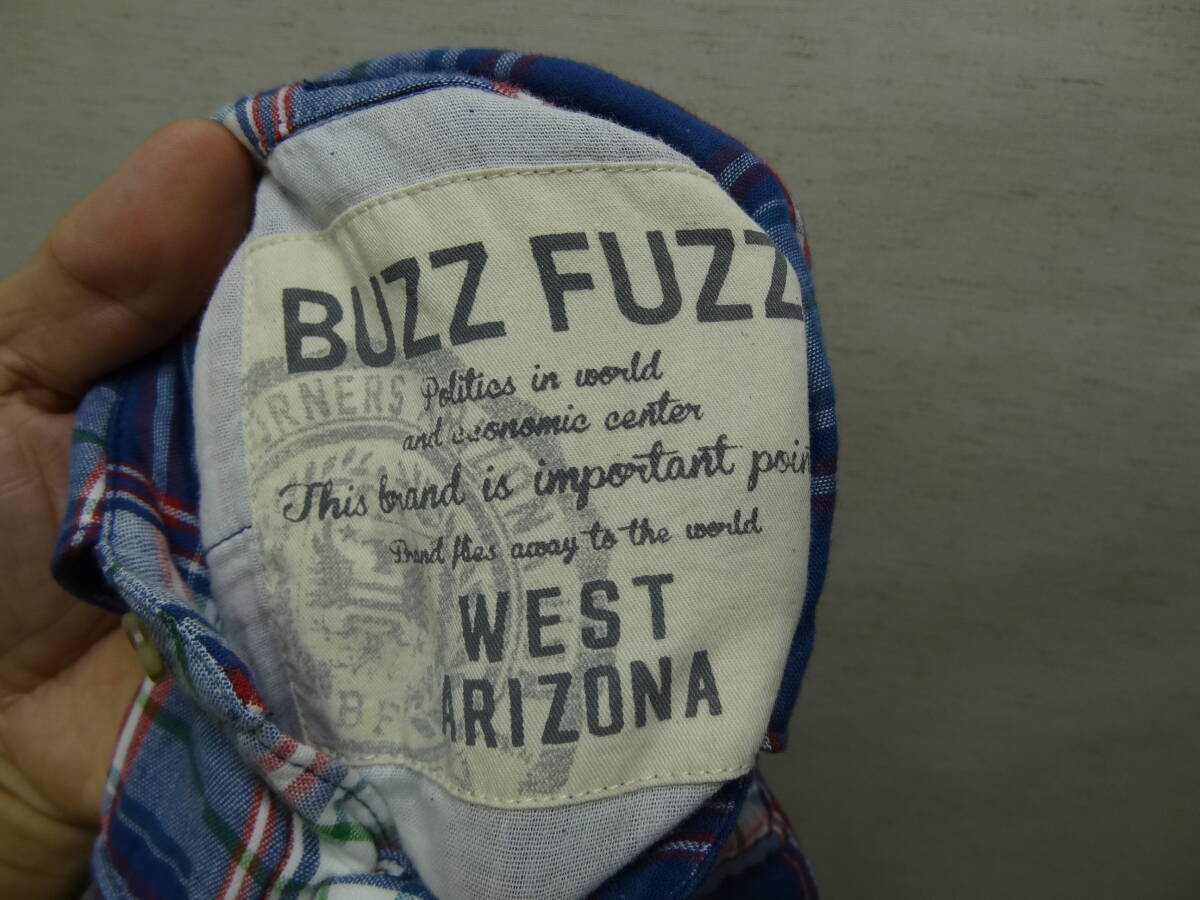 BUZZ FUZZ
Politics in world
and economic center
This brand is important poin
Brand flies away to the world
WEST
ARIZONA
B F